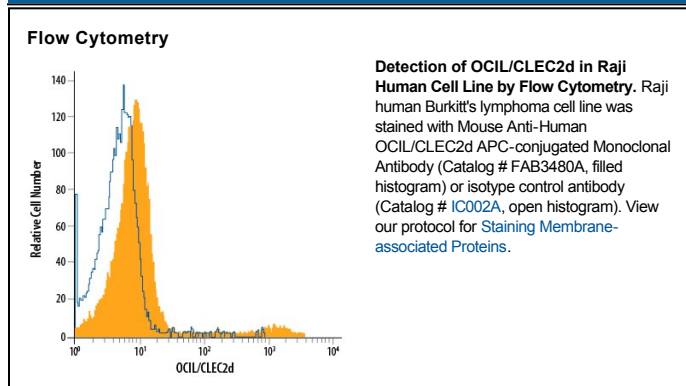 Flow Cytometry
140
120
100
80
60
40
20
0
Relative Cell Number
10⁰ 10¹ 10² 10³ 10⁴
OCIL/CLEC2d
Detection of OCIL/CLEC2d in Raji
Human Cell Line by Flow Cytometry. Raji
human Burkitt's lymphoma cell line was
stained with Mouse Anti-Human
OCIL/CLEC2d APC-conjugated Monoclonal
Antibody (Catalog # FAB3480A, filled
histogram) or isotype control antibody
(Catalog # IC002A, open histogram). View
our protocol for Staining Membrane-
associated Proteins.